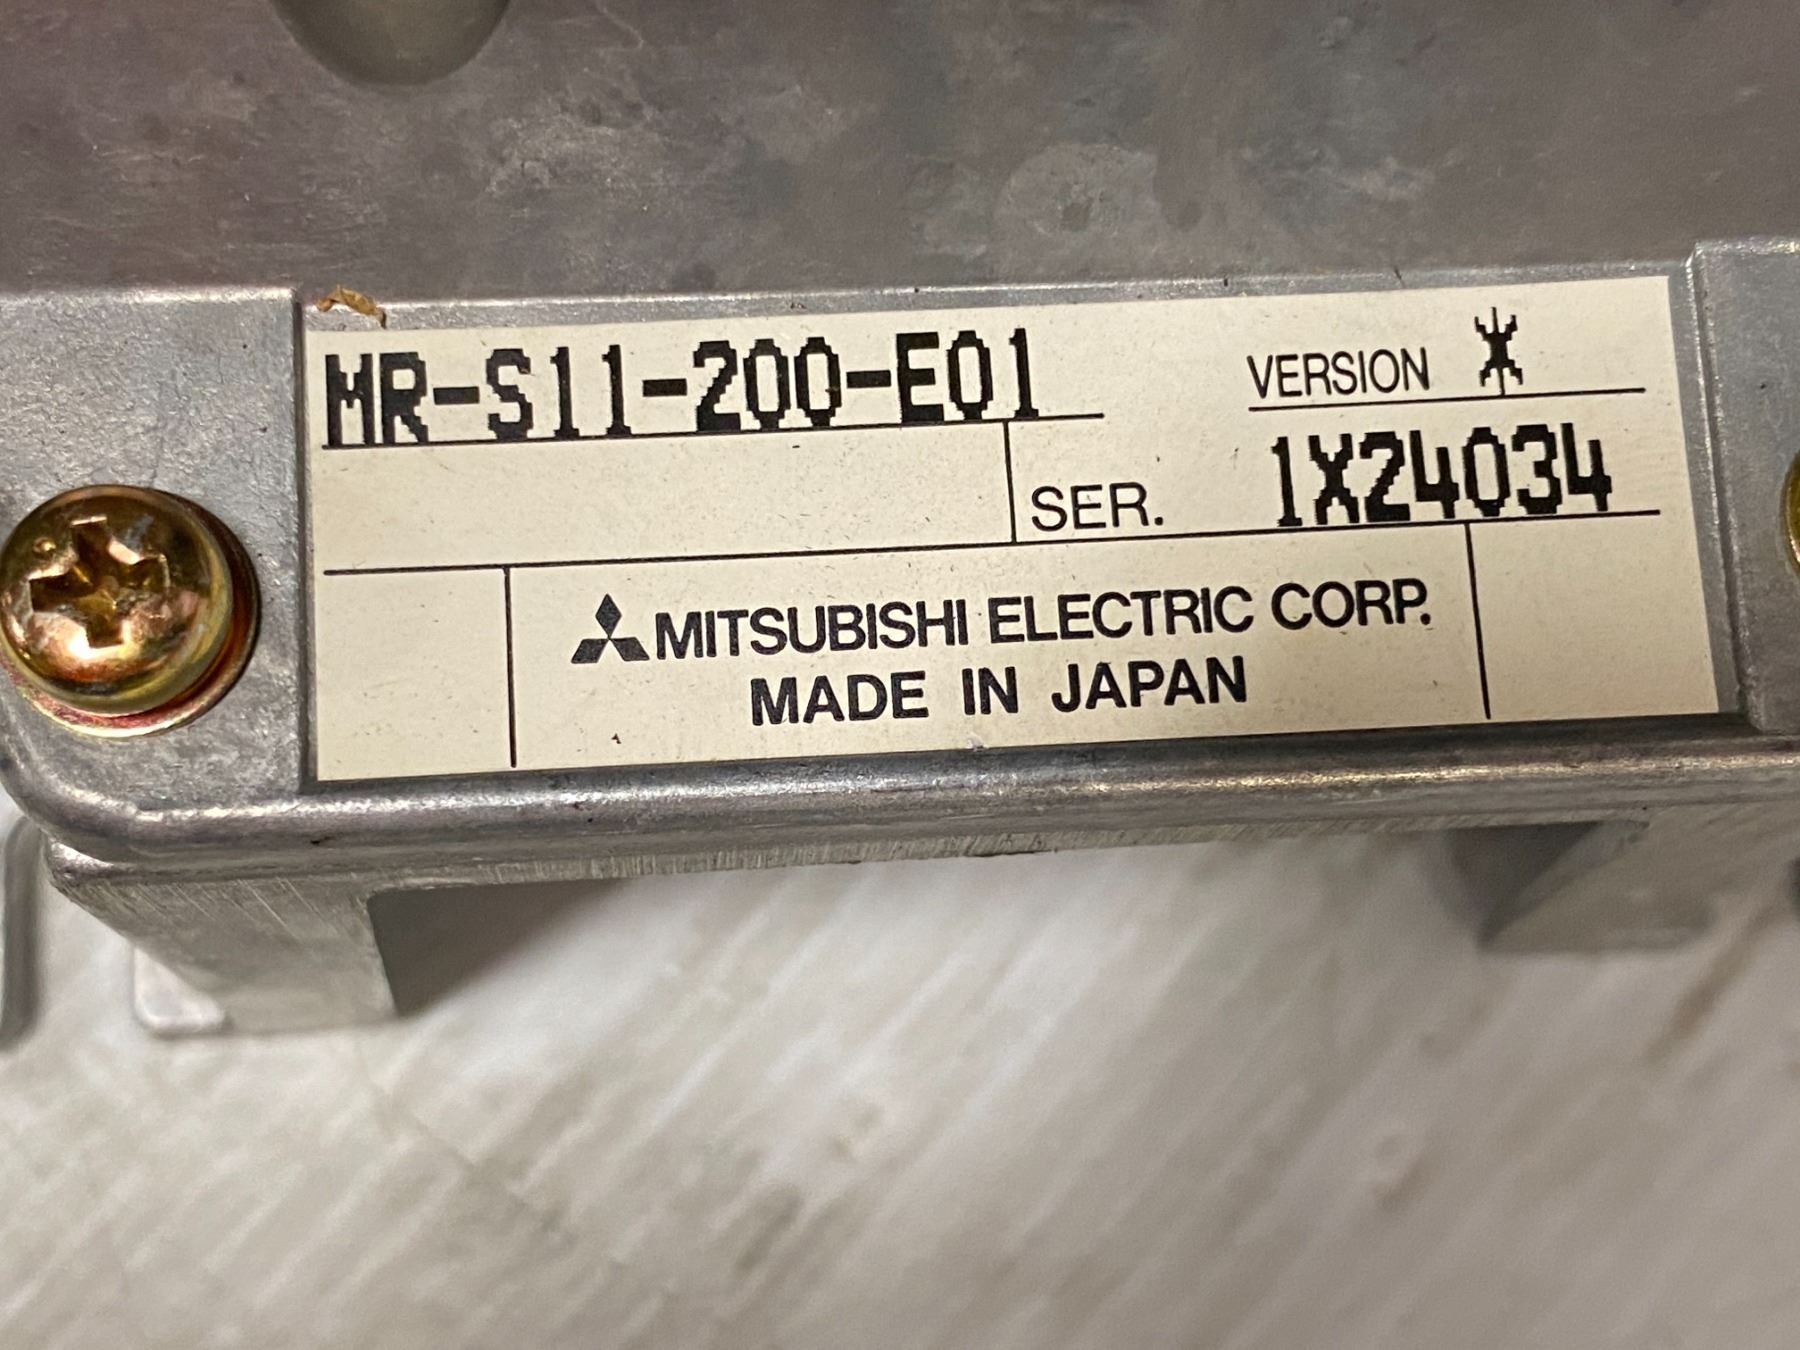 MR-S11-200-E01
VERSION ⚹
SER. 1X24034
MITSUBISHI ELECTRIC CORP.
MADE IN JAPAN